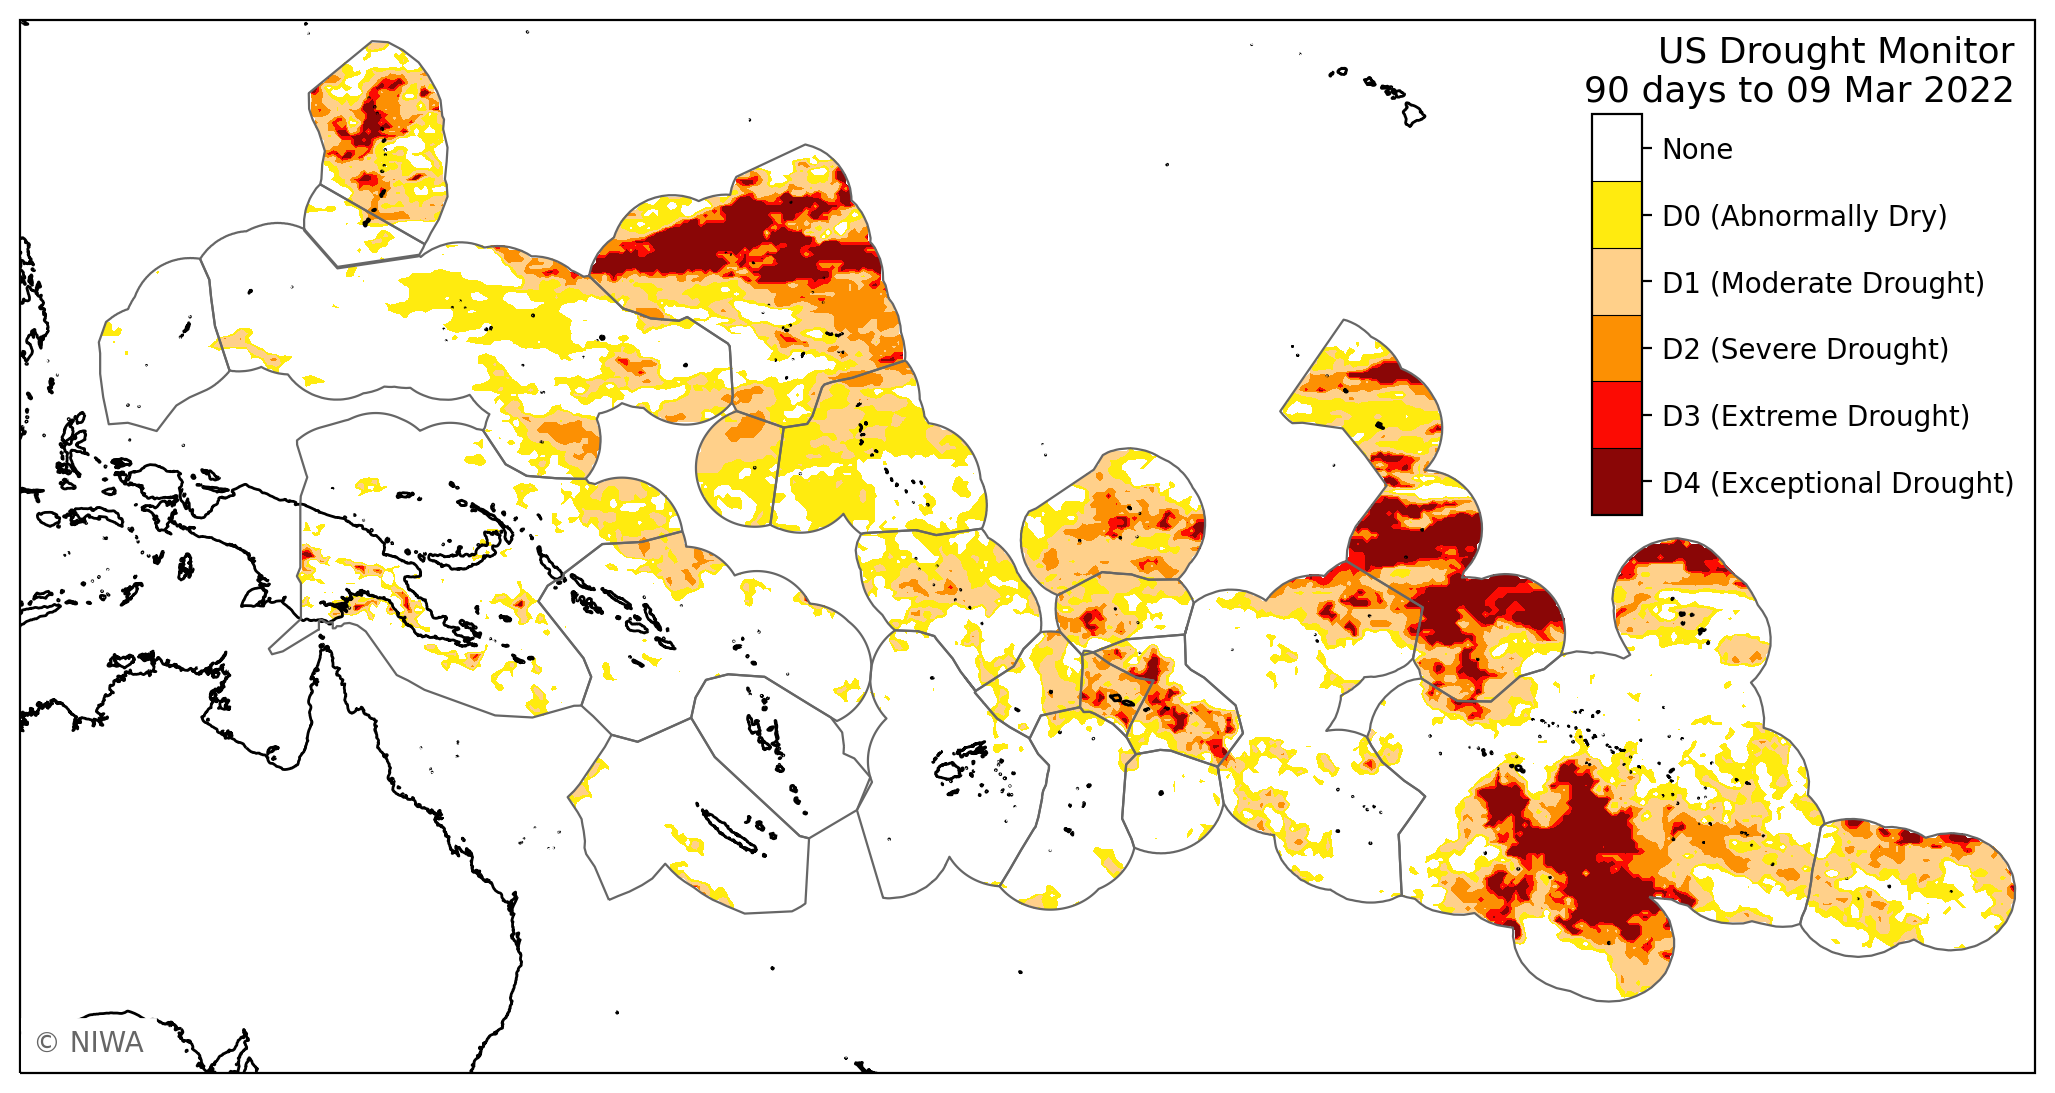 US Drought Monitor
90 days to 09 Mar 2022
None
D0 (Abnormally Dry)
D1 (Moderate Drought)
D2 (Severe Drought)
D3 (Extreme Drought)
D4 (Exceptional Drought)
© NIWA